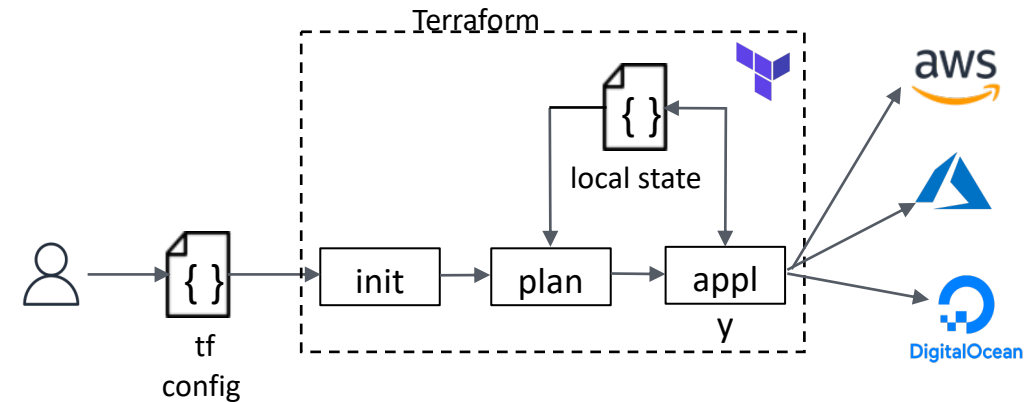 Terraform
aws
{ }
local state
{ }
init
plan
appl
y
tf
config
DigitalOcean